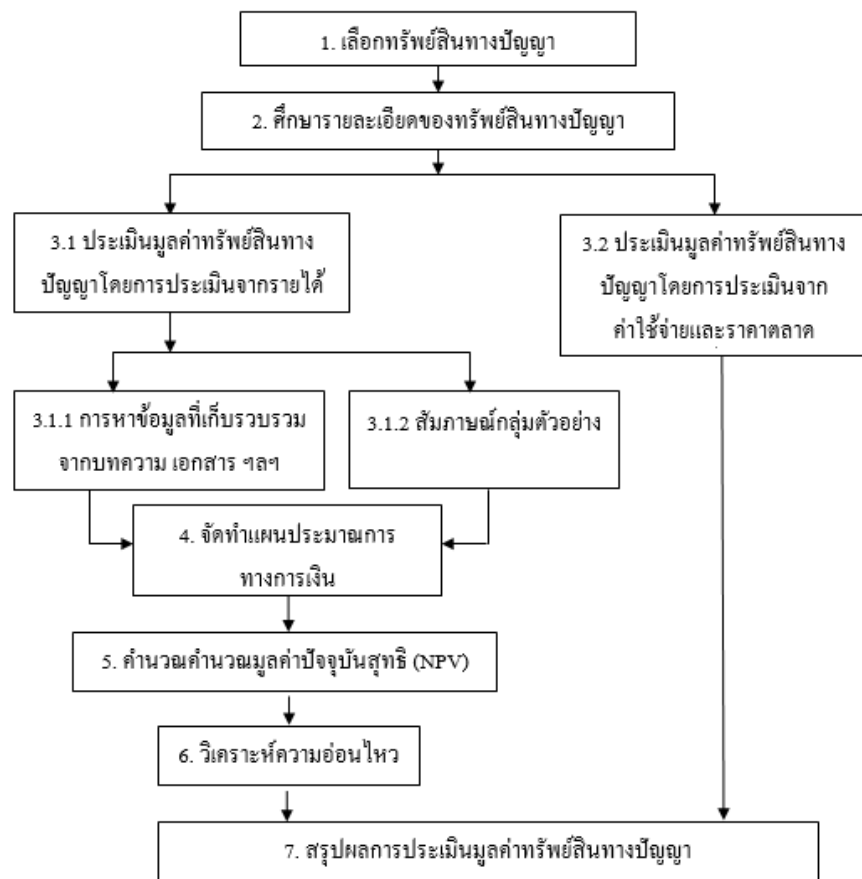 1. เลือกทรัพย์สินทางปัญญา
2. ศึกษารายละเอียดของทรัพย์สินทางปัญญา
3.1 ประเมินมูลค่าทรัพย์สินทาง
ปัญญาโดยการประเมินจากรายได้
3.2 ประเมินมูลค่าทรัพย์สินทาง
ปัญญาโดยการประเมินจาก
ค่าใช้จ่ายและราคาตลาด
3.1.1 การหาข้อมูลที่เก็บรวบรวม
จากบทความ เอกสาร ฯลฯ
3.1.2 สัมภาษณ์กลุ่มตัวอย่าง
4. จัดทำแผนประมาณการ
ทางการเงิน
5. คำนวณคำนวณมูลค่าปัจจุบันสุทธิ (NPV)
6. วิเคราะห์ความอ่อนไหว
7. สรุปผลการประเมินมูลค่าทรัพย์สินทางปัญญา